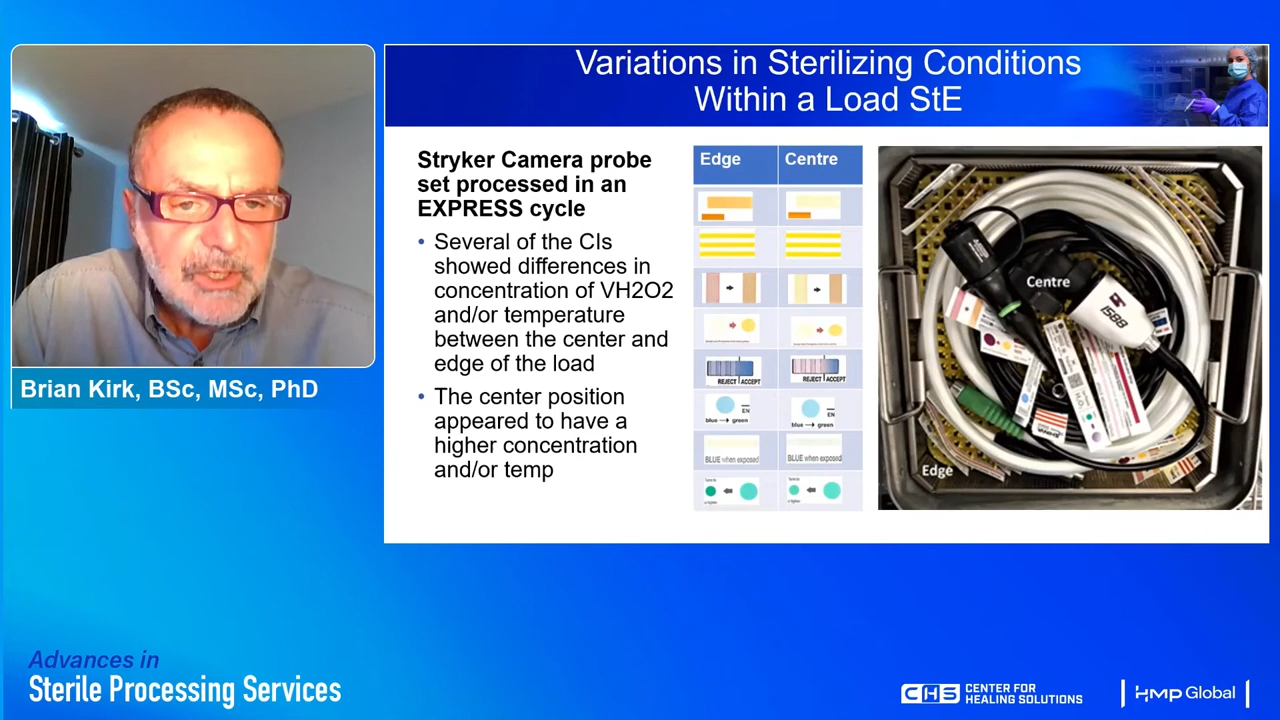 Variations in Sterilizing Conditions
Within a Load StE
Stryker Camera probe
set processed in an
EXPRESS cycle
• Several of the CIs
showed differences in
concentration of VH2O2
and/or temperature
between the center and
edge of the load
• The center position
appeared to have a
higher concentration
and/or temp
Edge Centre
REJECT ACCEPT REJECT ACCEPT
EN EN
blue → green blue → green
BLUE when exposed BLUE when exposed
Centre
1588
Edge
Brian Kirk, BSc, MSc, PhD
Advances in
Sterile Processing Services
CHS CENTER FOR
HEALING SOLUTIONS
HMP Global